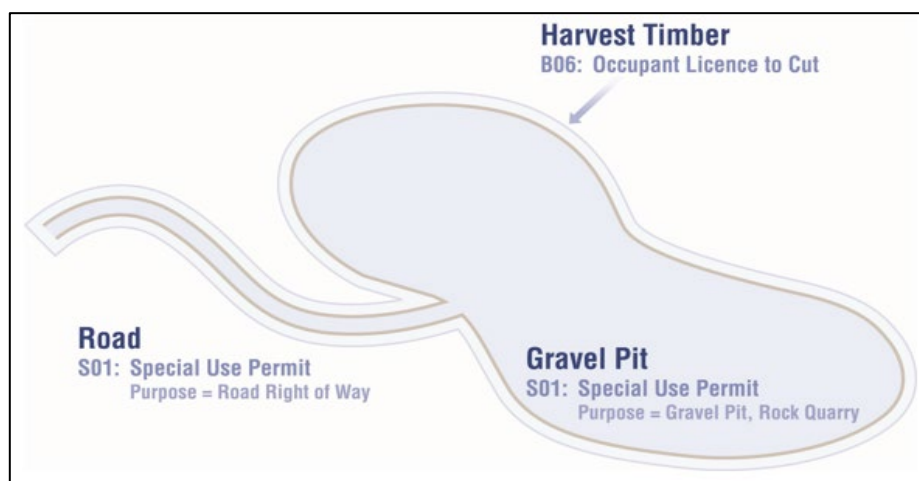 Harvest Timber
B06: Occupant Licence to Cut
Road
S01: Special Use Permit
Purpose = Road Right of Way
Gravel Pit
S01: Special Use Permit
Purpose = Gravel Pit, Rock Quarry